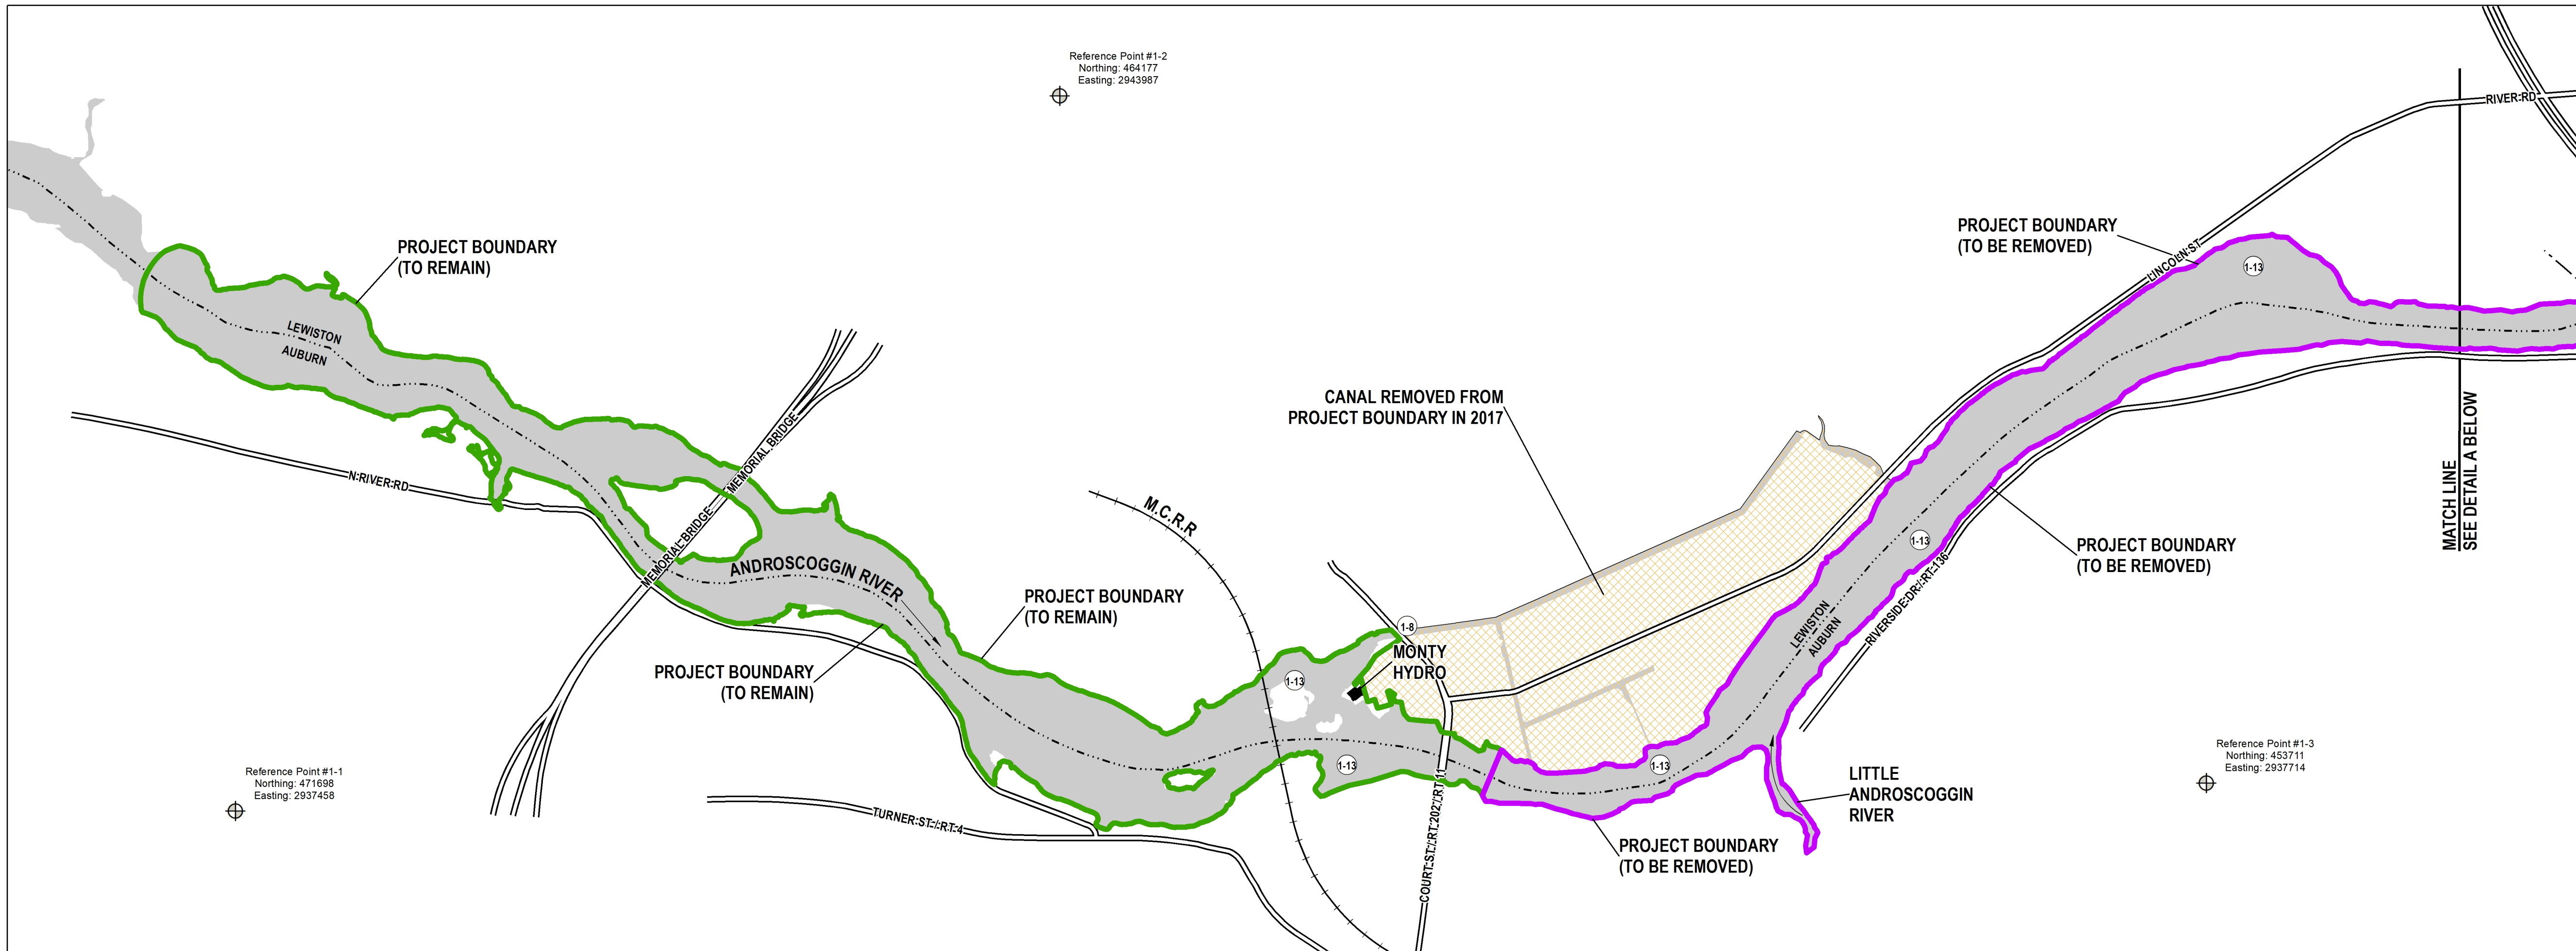 Reference Point #1-2
Northing: 464177
Easting: 2943987
RIVER RD
PROJECT BOUNDARY
(TO REMAIN)
PROJECT BOUNDARY
(TO BE REMOVED)
LINCOLN ST
1-13
LEWISTON
AUBURN
MEMORIAL BRIDGE
MEMORIAL BRIDGE
N RIVER RD
CANAL REMOVED FROM
PROJECT BOUNDARY IN 2017
MATCH LINE
SEE DETAIL A BELOW
M.C.R.R
ANDROSCOGGIN RIVER
1-13
PROJECT BOUNDARY
(TO BE REMOVED)
RIVERSIDE DR / RT 136
PROJECT BOUNDARY
(TO REMAIN)
PROJECT BOUNDARY
(TO REMAIN)
1-8
MONTY
HYDRO
1-13
LEWISTON
AUBURN
1-13
1-13
Reference Point #1-1
Northing: 471698
Easting: 2937458
TURNER ST / RT 4
COURT ST / RT 202 / RT 11
LITTLE
ANDROSCOGGIN
RIVER
PROJECT BOUNDARY
(TO BE REMOVED)
Reference Point #1-3
Northing: 453711
Easting: 2937714